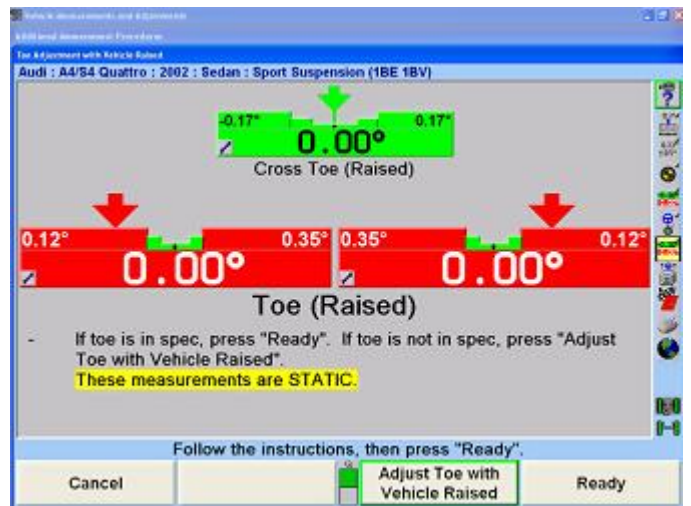 Vehicle Measurements and Adjustments
Additional Measurement Procedures
Toe Adjustment with Vehicle Raised
Audi : A4/S4 Quattro : 2002 : Sedan : Sport Suspension (1BE 1BV)
-0.17° 0.17°
0.00°
Cross Toe (Raised)
0.12° 0.35° 0.35° 0.12°
0.00° 0.00°
Toe (Raised)
- If toe is in spec, press "Ready". If toe is not in spec, press "Adjust
Toe with Vehicle Raised".
These measurements are STATIC.
Follow the instructions, then press "Ready".
Cancel
Adjust Toe with
Vehicle Raised
Ready